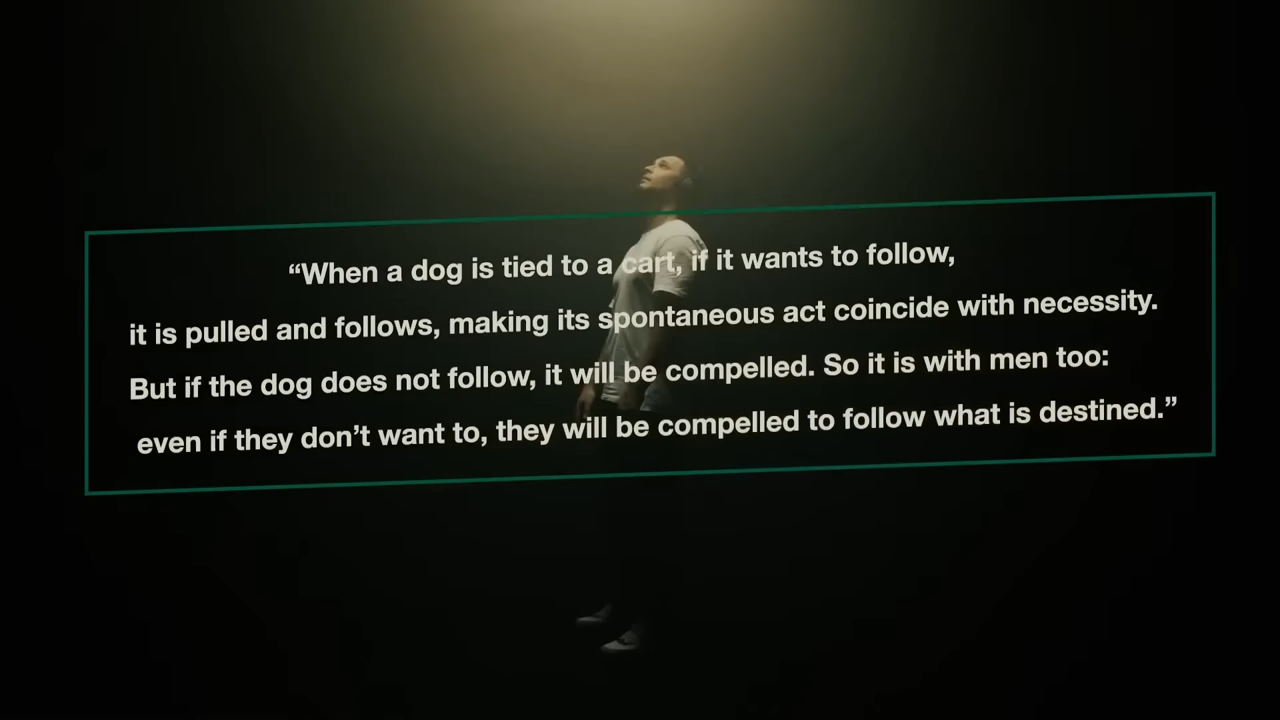 “When a dog is tied to a cart, if it wants to follow,
it is pulled and follows, making its spontaneous act coincide with necessity.
But if the dog does not follow, it will be compelled. So it is with men too:
even if they don’t want to, they will be compelled to follow what is destined.”